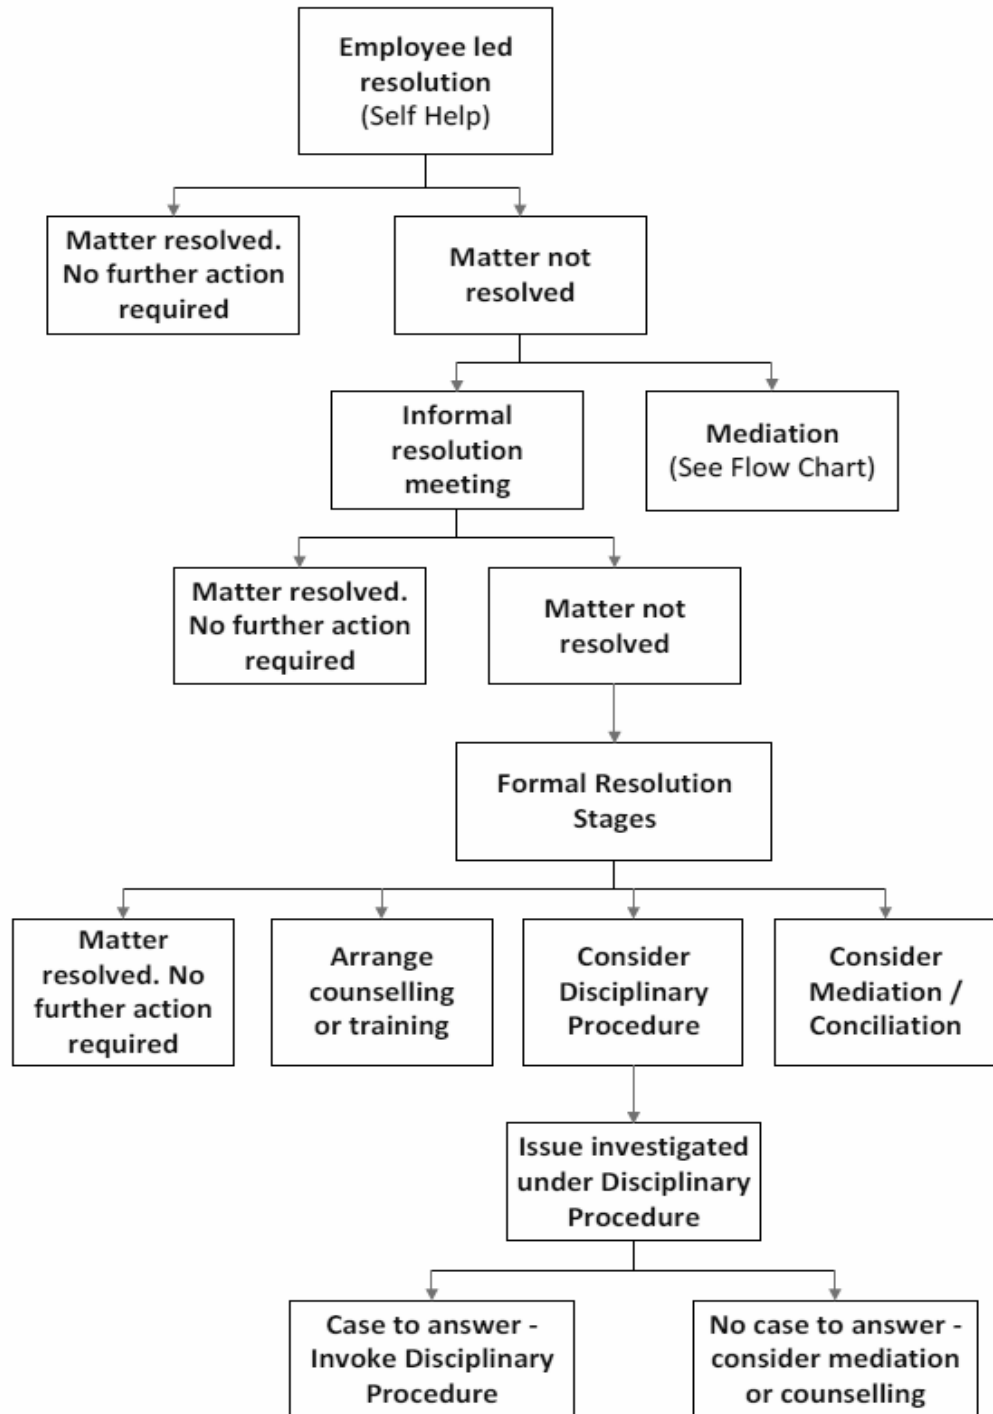 Employee led
resolution
(Self Help)
Matter resolved.
No further action
required
Matter not
resolved
Informal
resolution
meeting
Mediation
(See Flow Chart)
Matter resolved.
No further action
required
Matter not
resolved
Formal Resolution
Stages
Matter
resolved. No
further action
required
Arrange
counselling
or training
Consider
Disciplinary
Procedure
Consider
Mediation /
Conciliation
Issue investigated
under Disciplinary
Procedure
Case to answer -
Invoke Disciplinary
Procedure
No case to answer -
consider mediation
or counselling